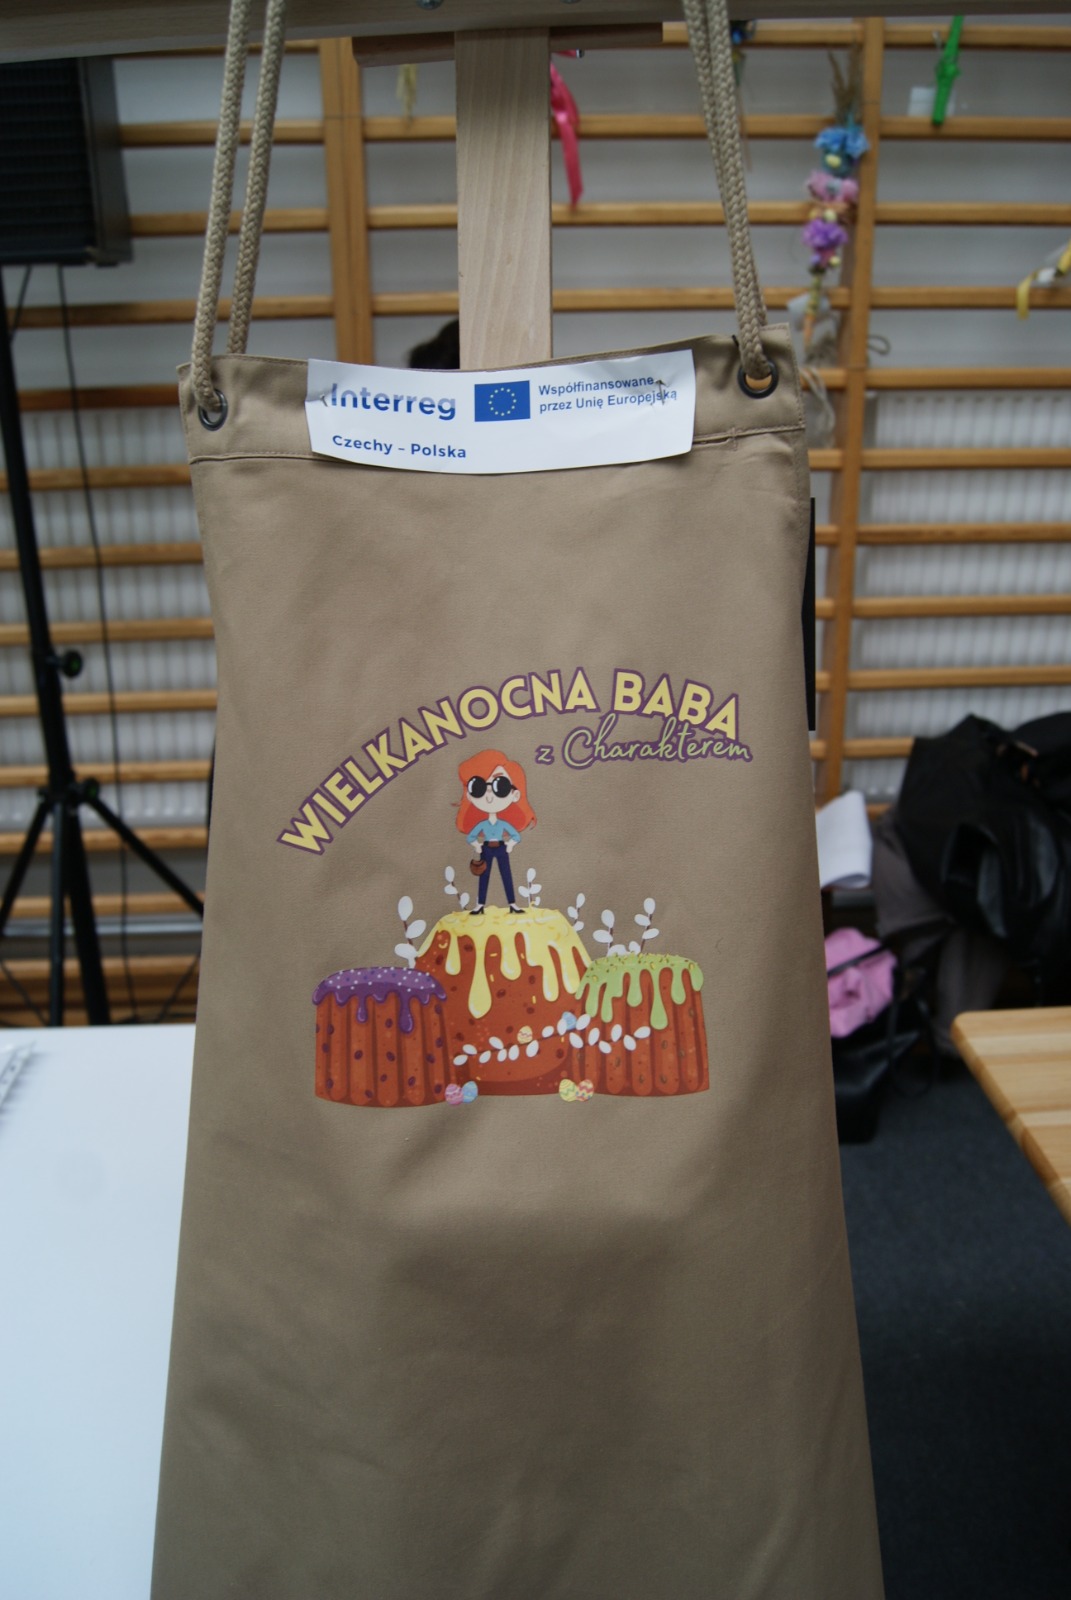 Interreg
Współfinansowane
przez Unię Europejską
Czechy – Polska
WIELKANOCNA BABA
z Charakterem